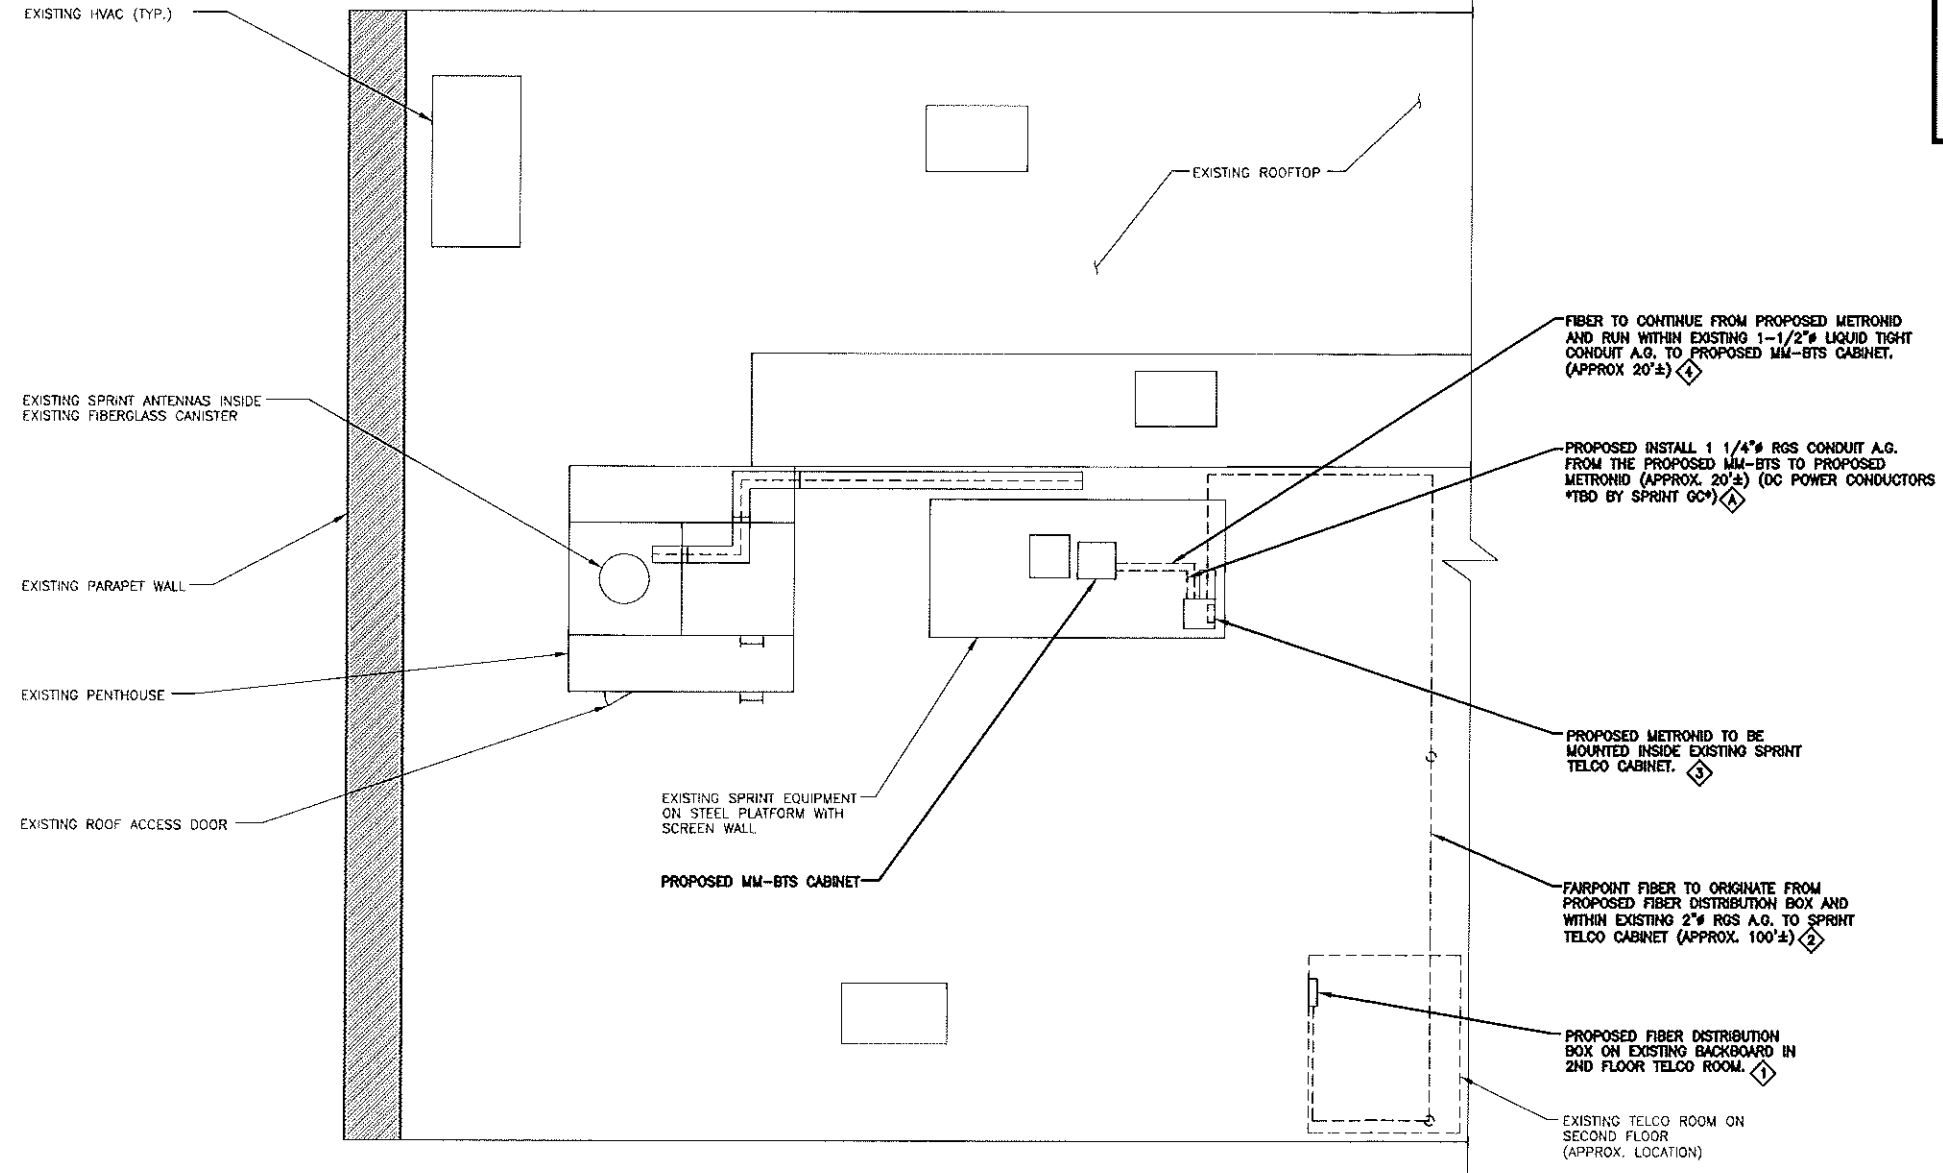 EXISTING HVAC (TYP.)
EXISTING ROOFTOP
FIBER TO CONTINUE FROM PROPOSED METRONID
AND RUN WITHIN EXISTING 1-1/2"ø LIQUID TIGHT
CONDUIT A.G. TO PROPOSED MM-BTS CABINET.
(APPROX 20'±) 4
EXISTING SPRINT ANTENNAS INSIDE
EXISTING FIBERGLASS CANISTER
PROPOSED INSTALL 1 1/4"ø RGS CONDUIT A.G.
FROM THE PROPOSED MM-BTS TO PROPOSED
METRONID (APPROX. 20'±) (DC POWER CONDUCTORS
*TBD BY SPRINT GC*) A
EXISTING PARAPET WALL
EXISTING PENTHOUSE
PROPOSED METRONID TO BE
MOUNTED INSIDE EXISTING SPRINT
TELCO CABINET. 3
EXISTING SPRINT EQUIPMENT
ON STEEL PLATFORM WITH
SCREEN WALL
EXISTING ROOF ACCESS DOOR
PROPOSED MM-BTS CABINET
FAIRPOINT FIBER TO ORIGINATE FROM
PROPOSED FIBER DISTRIBUTION BOX AND
WITHIN EXISTING 2"ø RGS A.G. TO SPRINT
TELCO CABINET (APPROX. 100'±) 2
PROPOSED FIBER DISTRIBUTION
BOX ON EXISTING BACKBOARD IN
2ND FLOOR TELCO ROOM. 1
EXISTING TELCO ROOM ON
SECOND FLOOR
(APPROX. LOCATION)